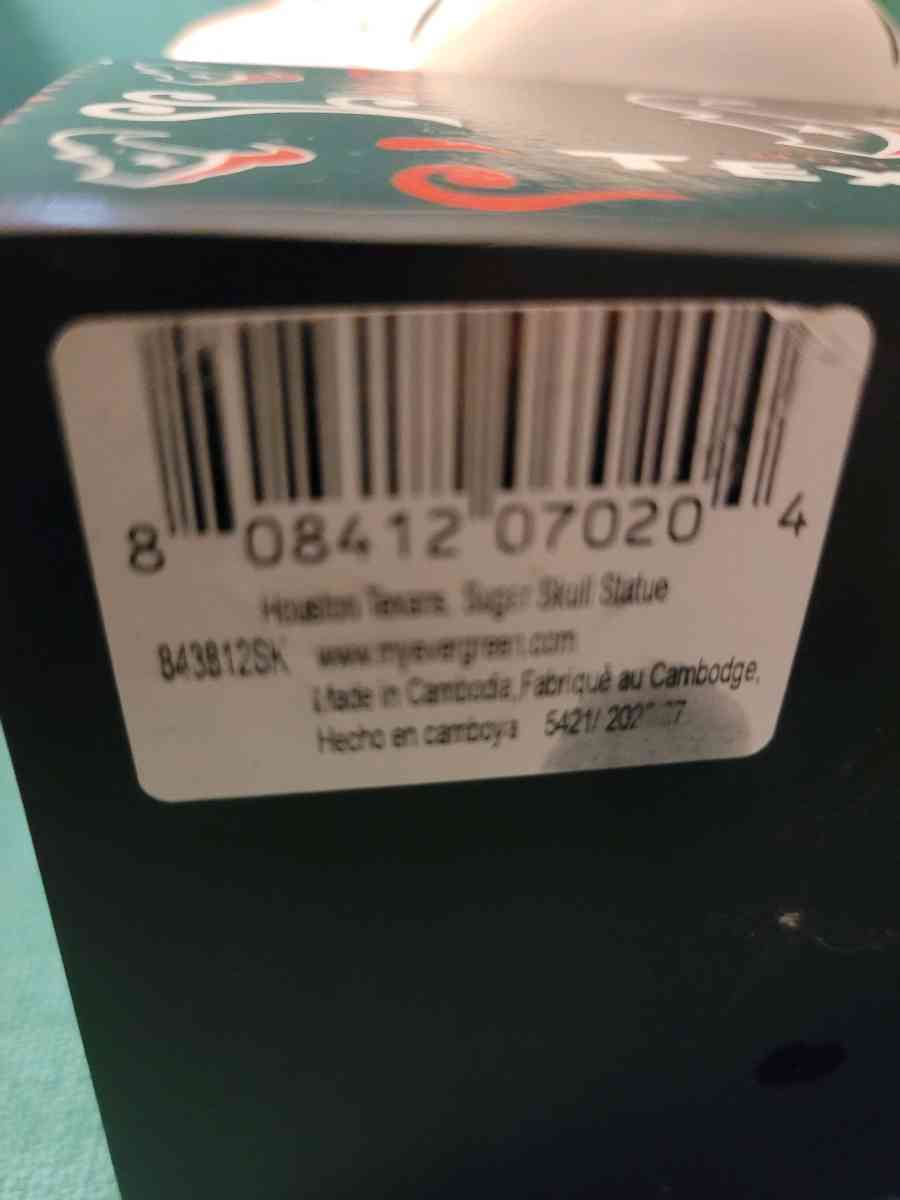 TEX
8 08412 07020 4
Houston Texans, Sugar Skull Statue
843812SK www.myevergreen.com
Made in Cambodia, Fabriqué au Cambodge,
Hecho en camboya 5421/